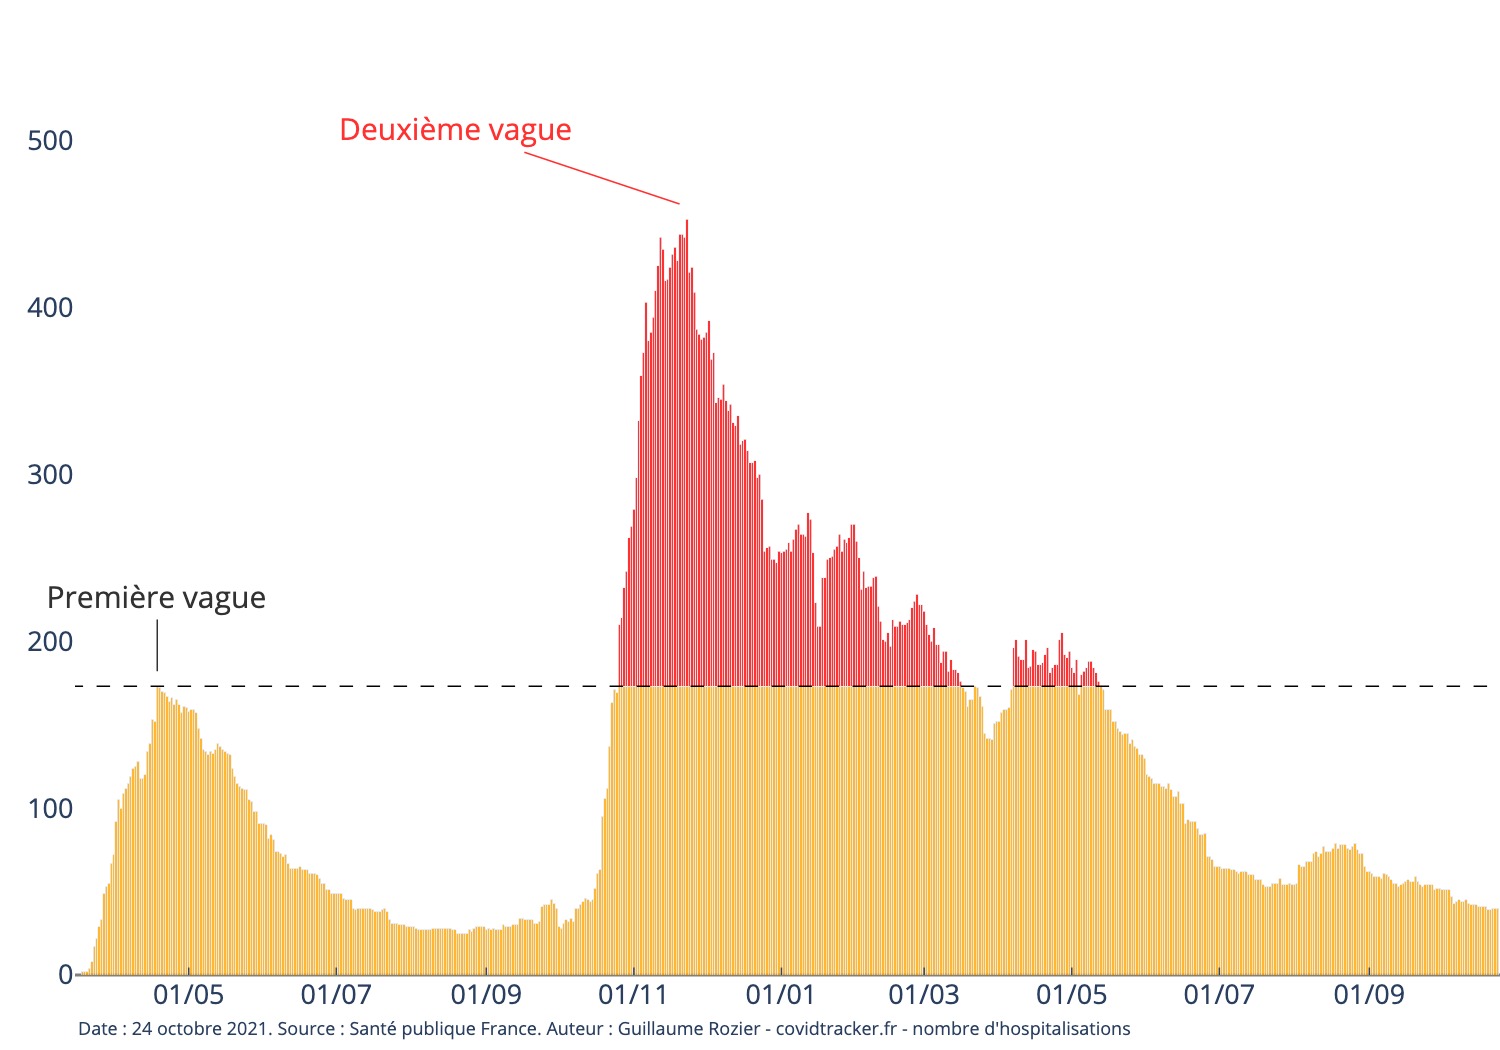 Deuxième vague
500
400
300
Première vague
200
100
0
01/05 01/07 01/09 01/11 01/01 01/03 01/05 01/07 01/09
Date : 24 octobre 2021. Source : Santé publique France. Auteur : Guillaume Rozier - covidtracker.fr - nombre d'hospitalisations